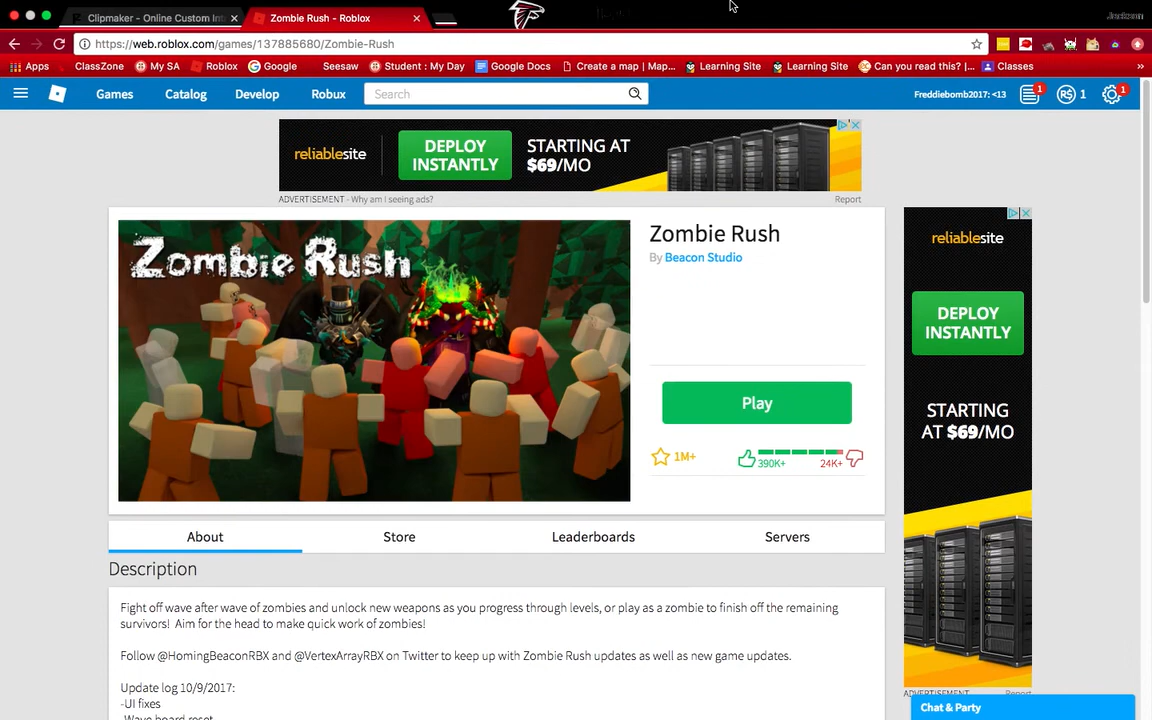 Clipmaker - Online Custom Int
Zombie Rush - Roblox
Jackson
https://web.roblox.com/games/137885680/Zombie-Rush
Apps
ClassZone
My SA
Roblox
Google
Seesaw
Student : My Day
Google Docs
Create a map | Map...
Learning Site
Learning Site
Can you read this? |...
Classes
»
Games
Catalog
Develop
Robux
Search
Freddiebomb2017: <13
1
R$ 1
1
reliablesite
DEPLOY
INSTANTLY
STARTING AT
$69/MO
ADVERTISEMENT - Why am I seeing ads?
Report
Zombie Rush
Zombie Rush
By Beacon Studio
Play
1M+
390K+
24K+
reliablesite
DEPLOY
INSTANTLY
STARTING
AT $69/MO
ADVERTISEMENT
Report
About
Store
Leaderboards
Servers
Description
Fight off wave after wave of zombies and unlock new weapons as you progress through levels, or play as a zombie to finish off the remaining
survivors! Aim for the head to make quick work of zombies!
Follow @HomingBeaconRBX and @VertexArrayRBX on Twitter to keep up with Zombie Rush updates as well as new game updates.
Update log 10/9/2017:
-UI fixes
-Wave board reset
Chat & Party